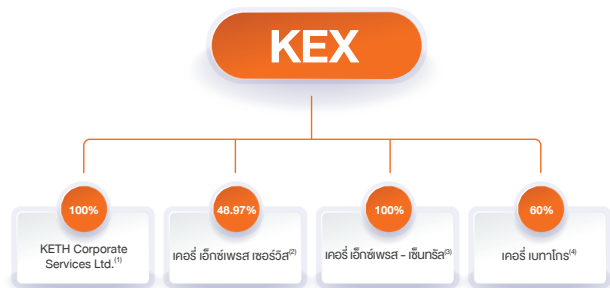 KEX
100%
48.97%
100%
60%
KETH Corporate
Services Ltd.(1)
เคอรี่ เอ็กซ์เพรส เซอร์วิส(2)
เคอรี่ เอ็กซ์เพรส - เซ็นทรัล(3)
เคอรี่ เบทาโกร(4)